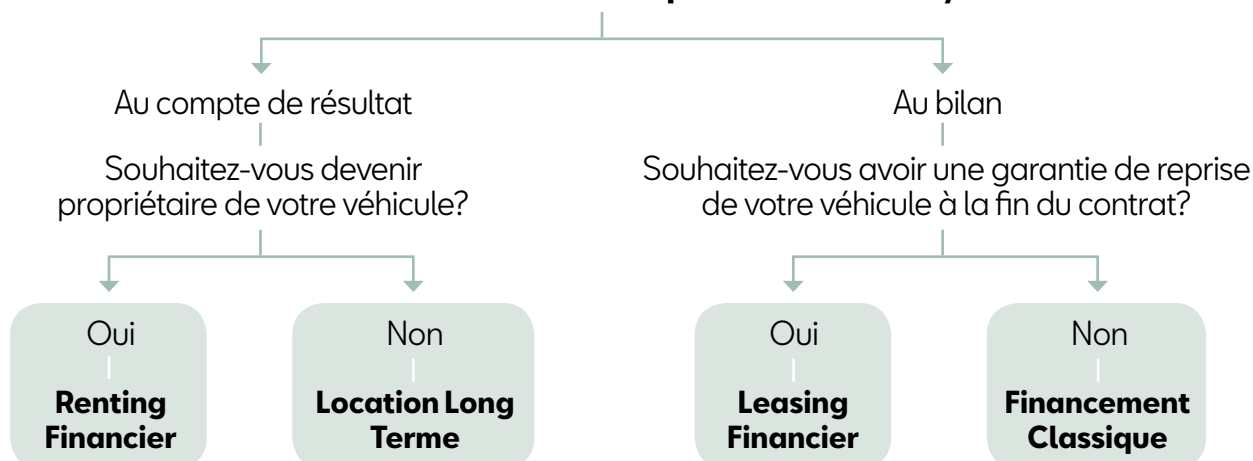 Au compte de résultat
Souhaitez-vous devenir
propriétaire de votre véhicule?
Oui
Renting
Financier
Non
Location Long
Terme
Au bilan
Souhaitez-vous avoir une garantie de reprise
de votre véhicule à la fin du contrat?
Oui
Leasing
Financier
Non
Financement
Classique